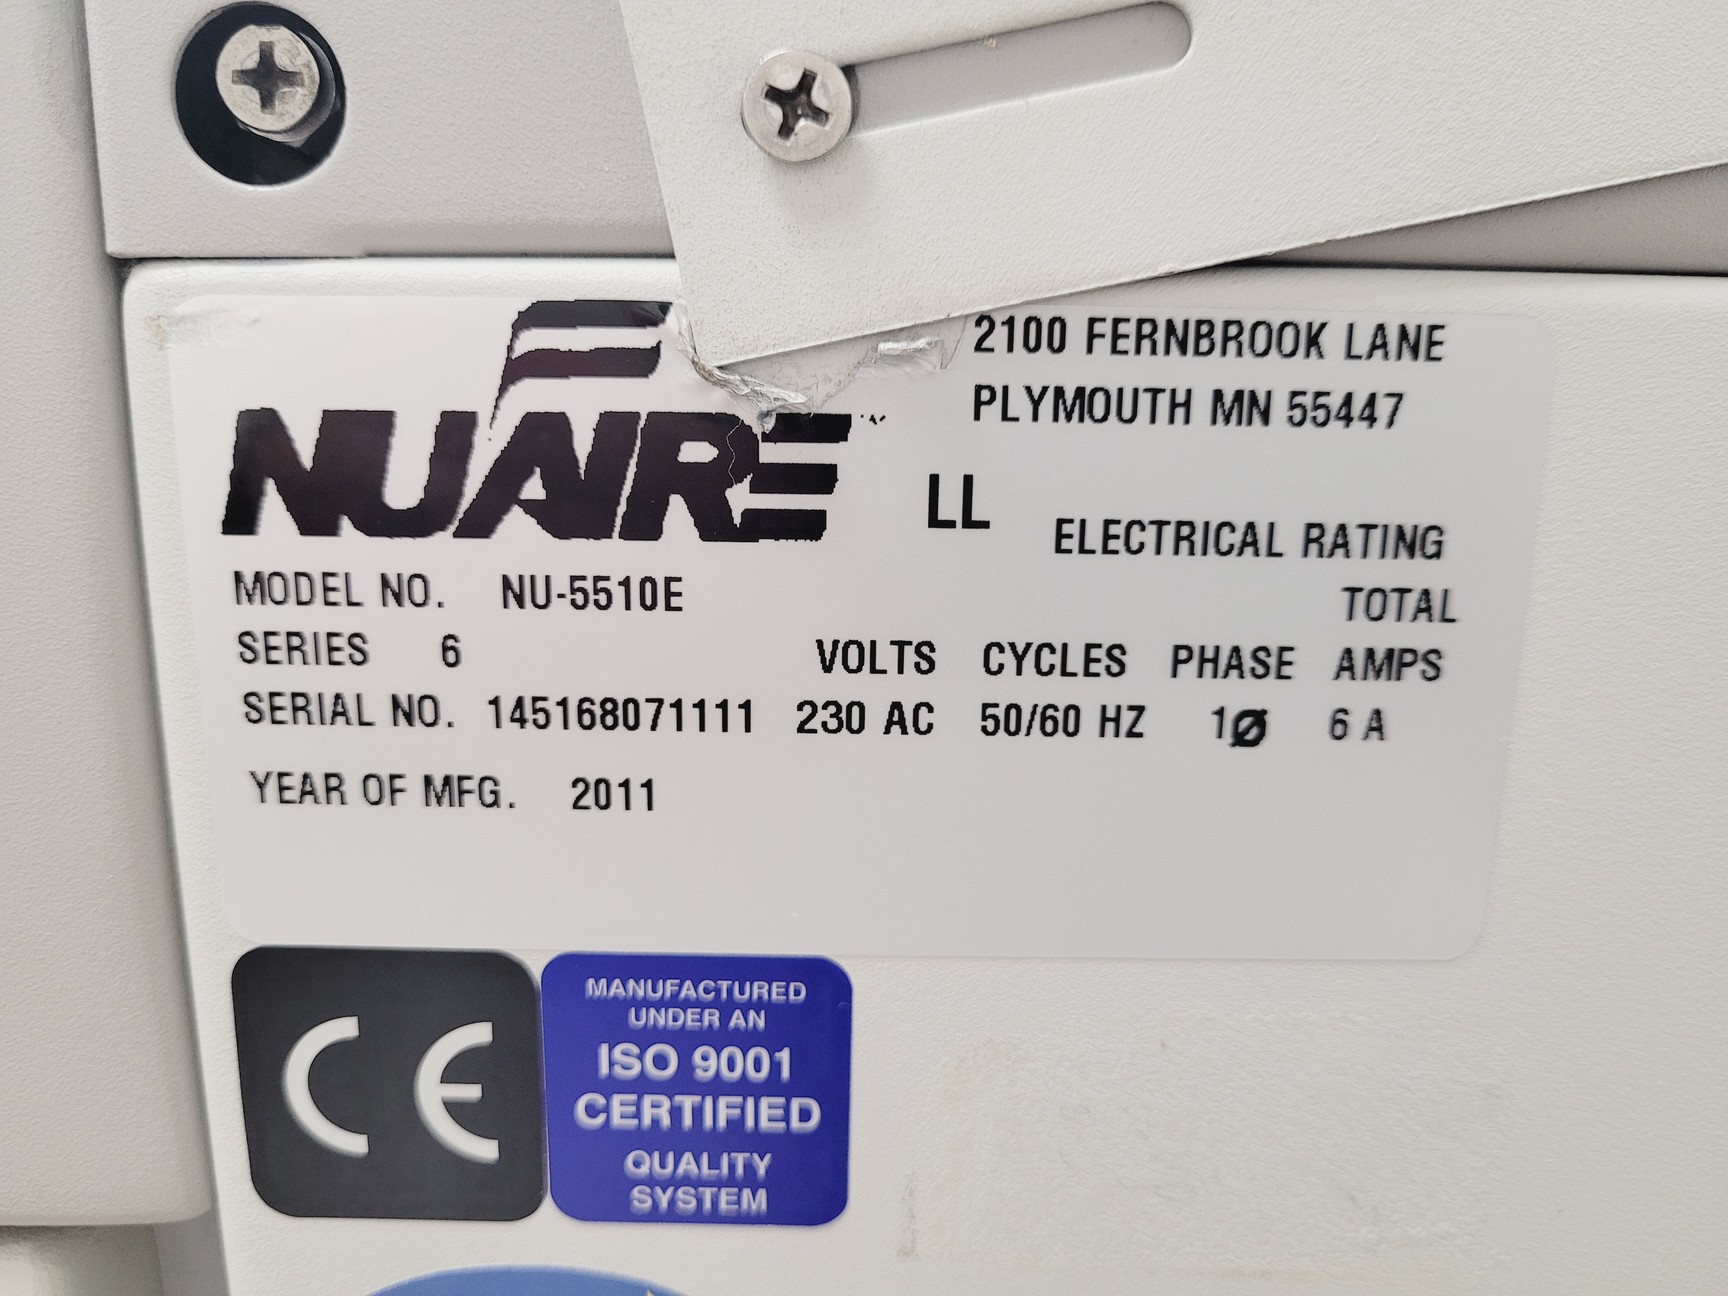 NUAIRE
2100 FERNBROOK LANE
PLYMOUTH MN 55447
LL
ELECTRICAL RATING
MODEL NO. NU-5510E
TOTAL
SERIES 6
VOLTS CYCLES PHASE AMPS
SERIAL NO. 145168071111 230 AC 50/60 HZ 1Ø 6 A
YEAR OF MFG. 2011
CE
MANUFACTURED
UNDER AN
ISO 9001
CERTIFIED
QUALITY
SYSTEM